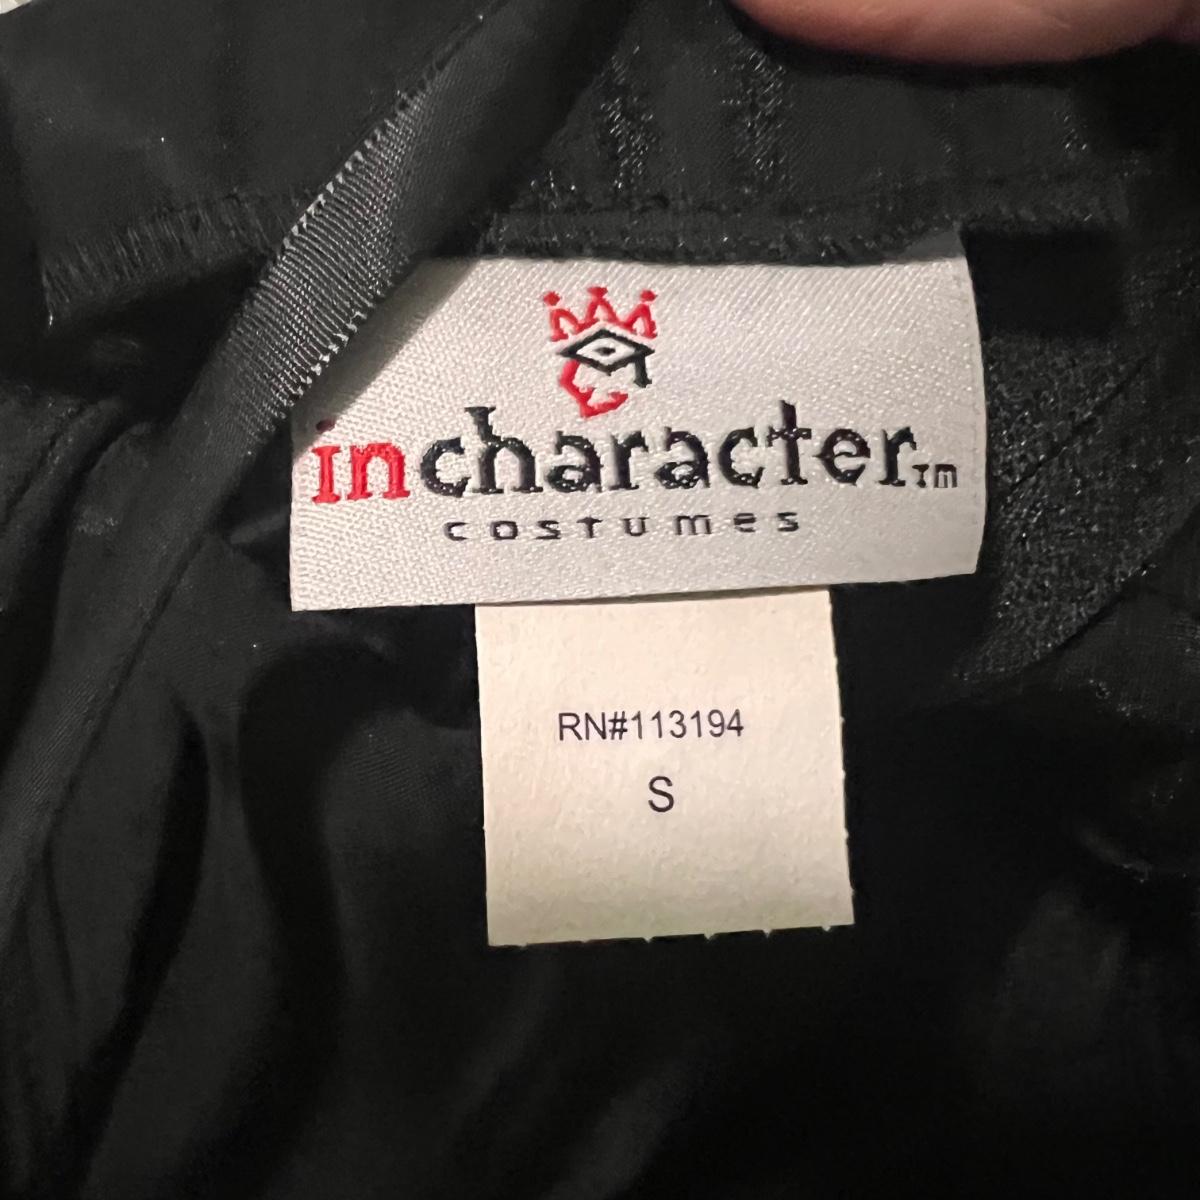 incharacter™
costumes
RN#113194
S